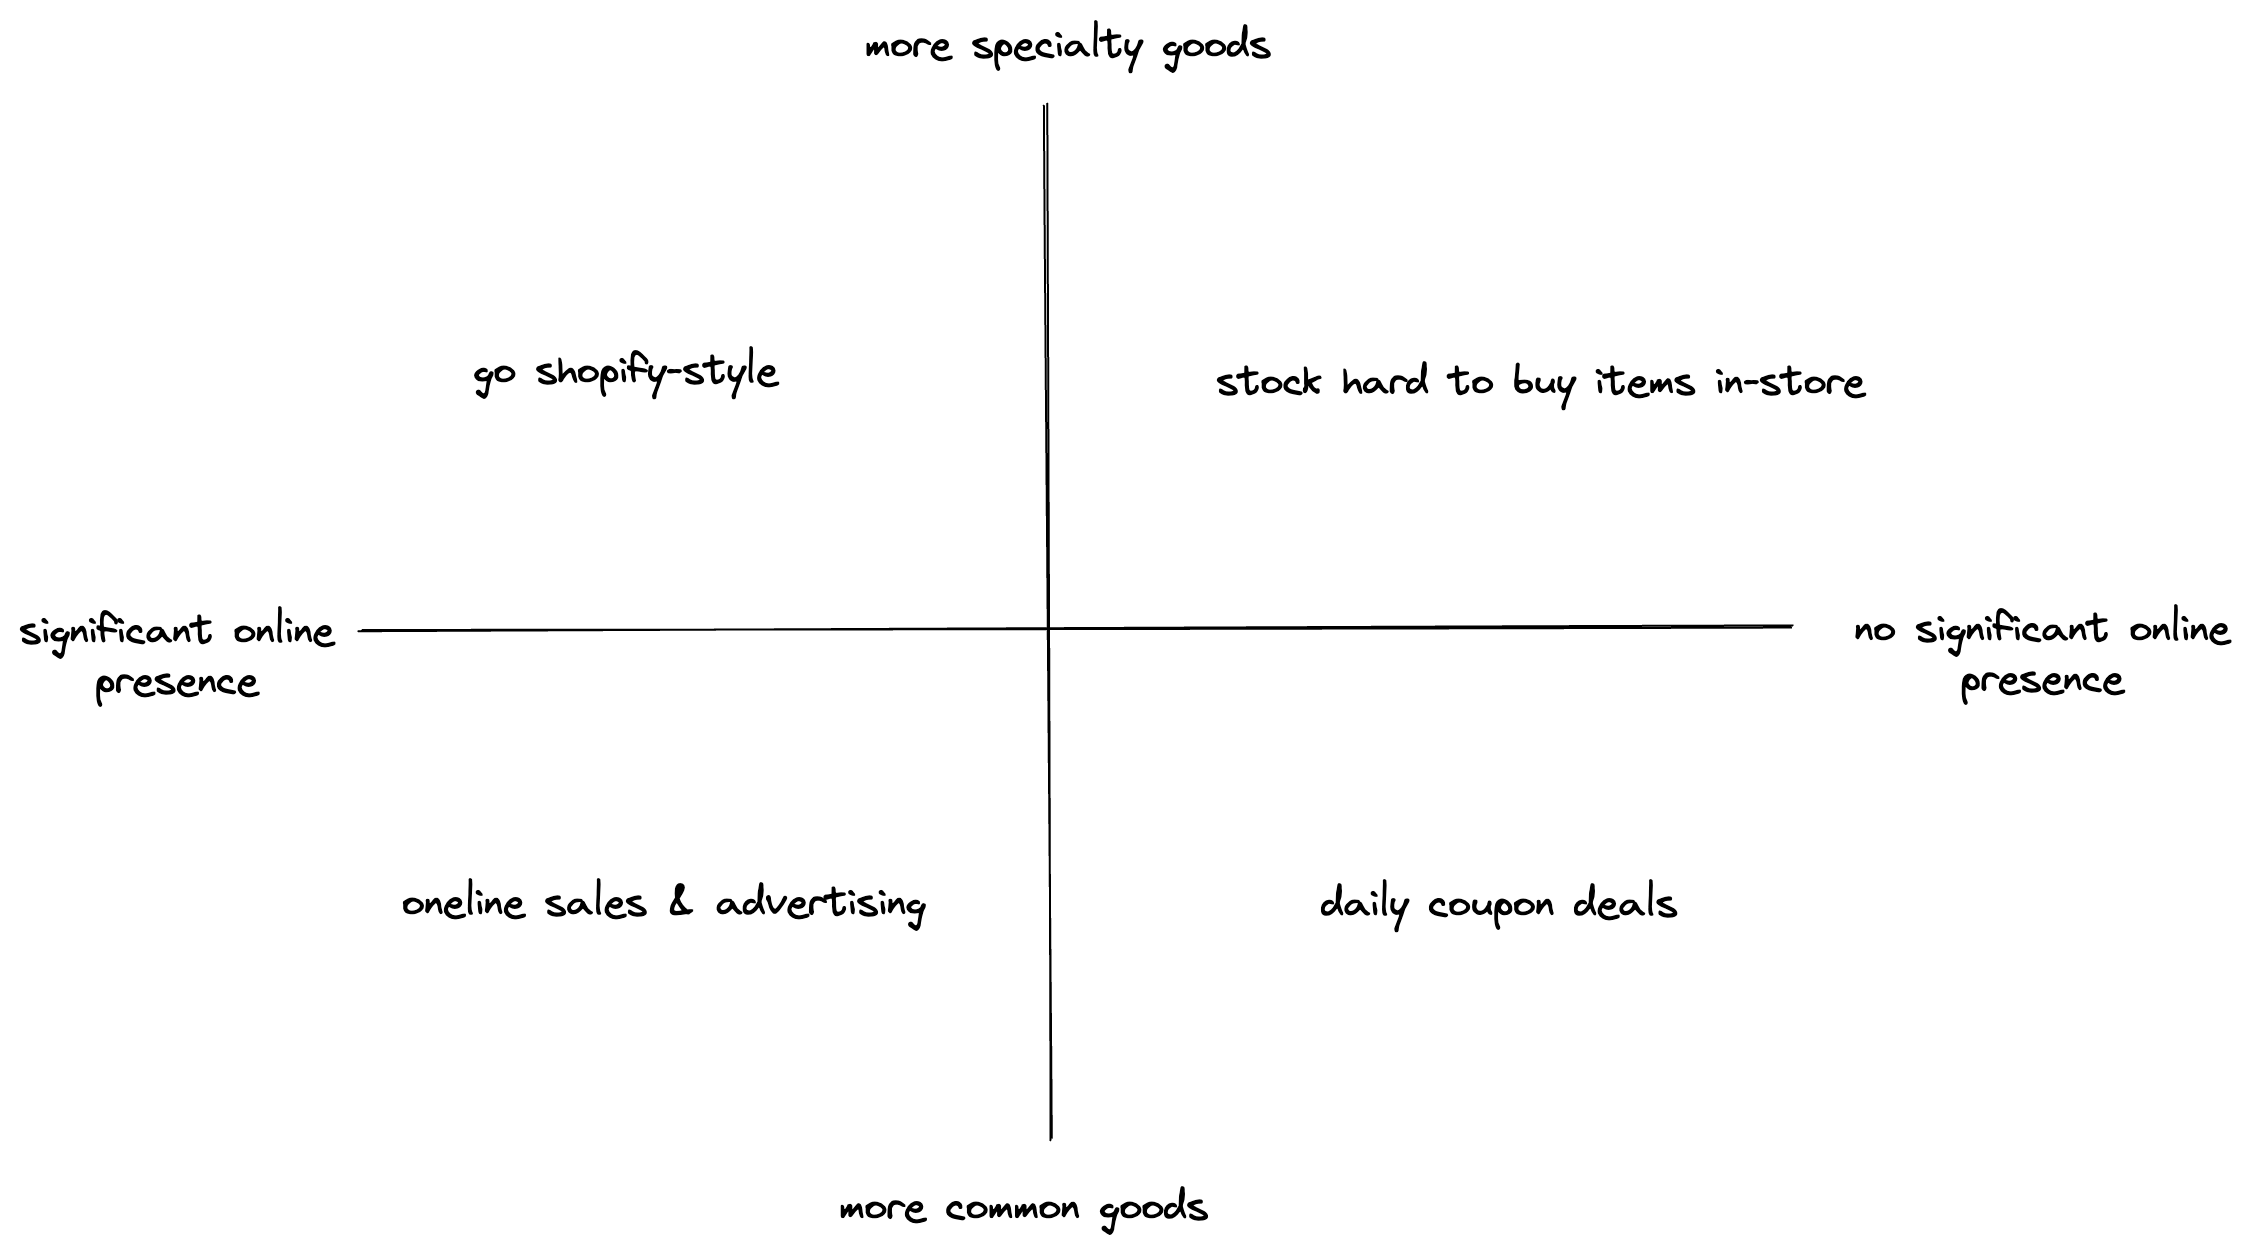 more specialty goods
go shopify-style
stock hard to buy items in-store
significant online
presence
no significant online
presence
oneline sales & advertising
daily coupon deals
more common goods